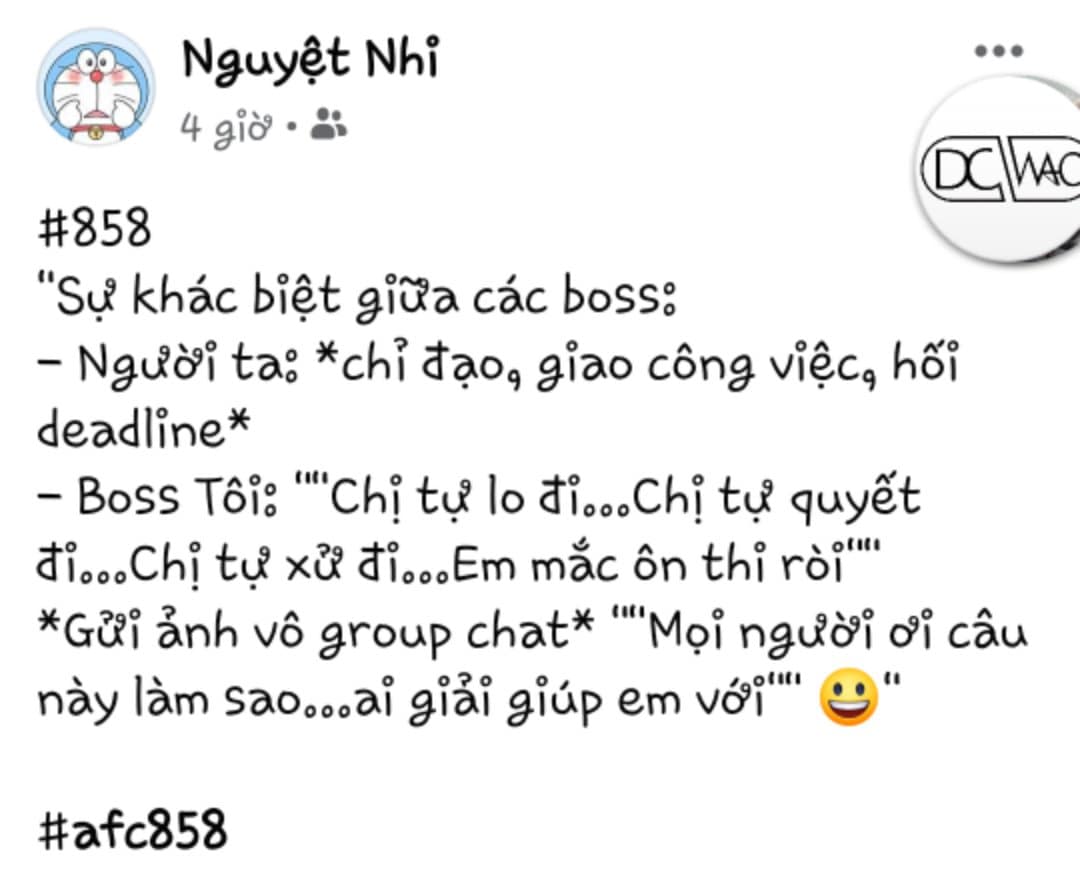 Nguyệt Nhi
4 giờ •
DC WAO
#858
"Sự khác biệt giữa các boss:
- Người ta: *chỉ đạo, giao công việc, hối
deadline*
- Boss Tôi: ""Chị tự lo đi...Chị tự quyết
đi...Chị tự xử đi...Em mắc ôn thi ròi""
*Gửi ảnh vô group chat* ""Mọi người ơi câu
này làm sao...ai giải giúp em với"" 😃"
#afc858